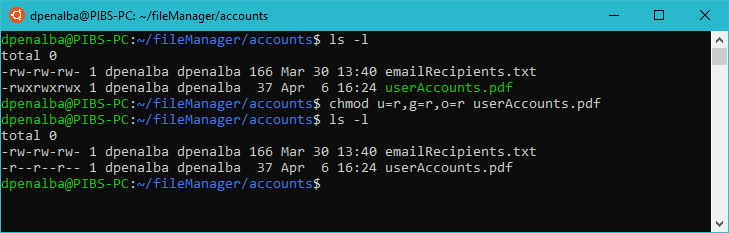 dpenalba@PIBS-PC: ~/fileManager/accounts
dpenalba@PIBS-PC:~/fileManager/accounts$ ls -l
total 0
-rw-rw-rw- 1 dpenalba dpenalba 166 Mar 30 13:40 emailRecipients.txt
-rwxrwxrwx 1 dpenalba dpenalba  37 Apr  6 16:24 userAccounts.pdf
dpenalba@PIBS-PC:~/fileManager/accounts$ chmod u=r,g=r,o=r userAccounts.pdf
dpenalba@PIBS-PC:~/fileManager/accounts$ ls -l
total 0
-rw-rw-rw- 1 dpenalba dpenalba 166 Mar 30 13:40 emailRecipients.txt
-r--r--r-- 1 dpenalba dpenalba  37 Apr  6 16:24 userAccounts.pdf
dpenalba@PIBS-PC:~/fileManager/accounts$